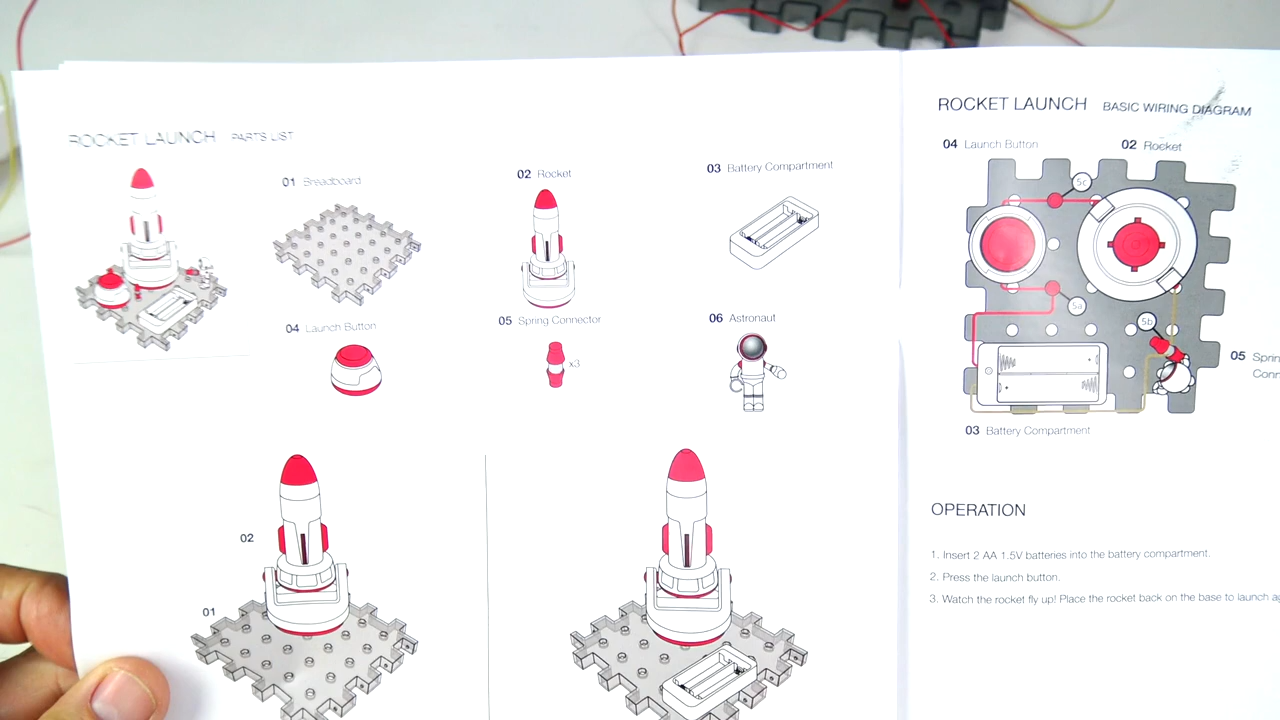 ROCKET LAUNCH PARTS LIST
01 Breadboard
02 Rocket
03 Battery Compartment
04 Launch Button
05 Spring Connector
x3
06 Astronaut
02
01
ROCKET LAUNCH BASIC WIRING DIAGRAM
04 Launch Button
02 Rocket
5c
5a
5b
05 Sprin
Conn
03 Battery Compartment
OPERATION
1. Insert 2 AA 1.5V batteries into the battery compartment.
2. Press the launch button.
3. Watch the rocket fly up! Place the rocket back on the base to launch ag